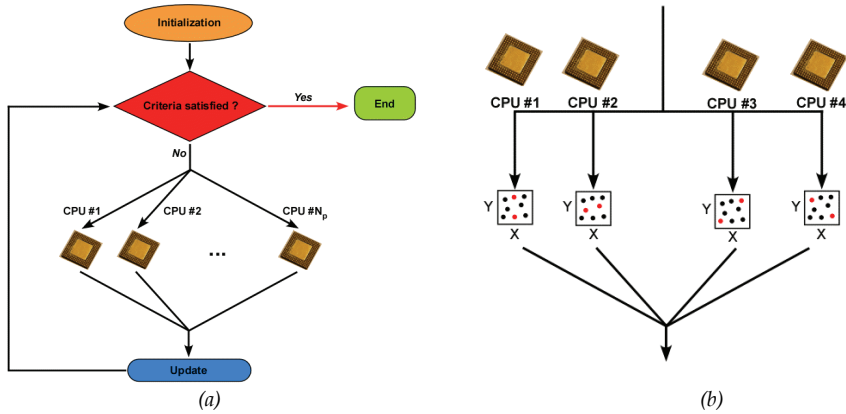 Initialization
Criteria satisfied ?
Yes
End
No
CPU #1
CPU #2
CPU #Np
...
Update
(a)
CPU #1
CPU #2
CPU #3
CPU #4
Y
X
Y
X
Y
X
Y
X
(b)